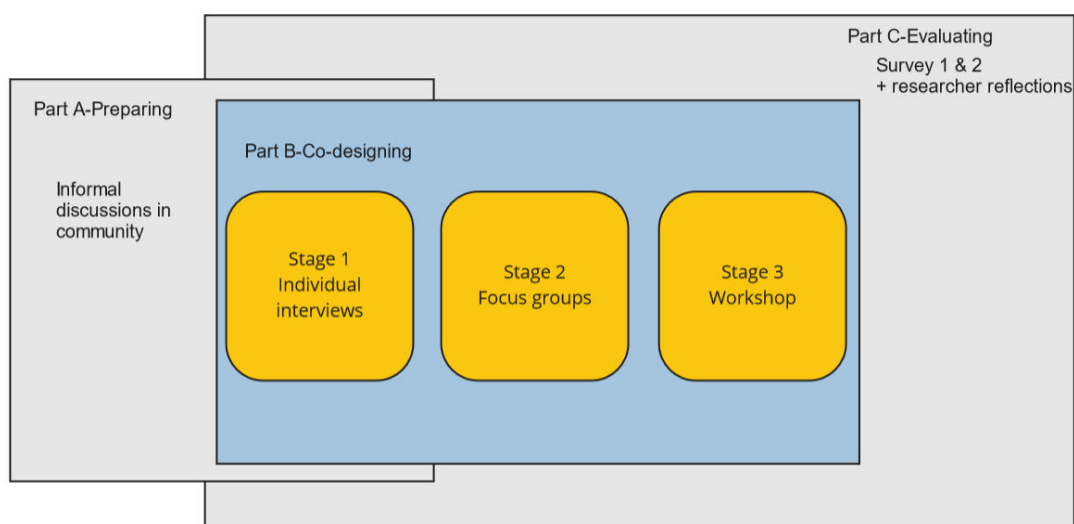 Part C-Evaluating
Survey 1 & 2
+ researcher reflections
Part A-Preparing
Informal
discussions in
community
Part B-Co-designing
Stage 1
Individual
interviews
Stage 2
Focus groups
Stage 3
Workshop